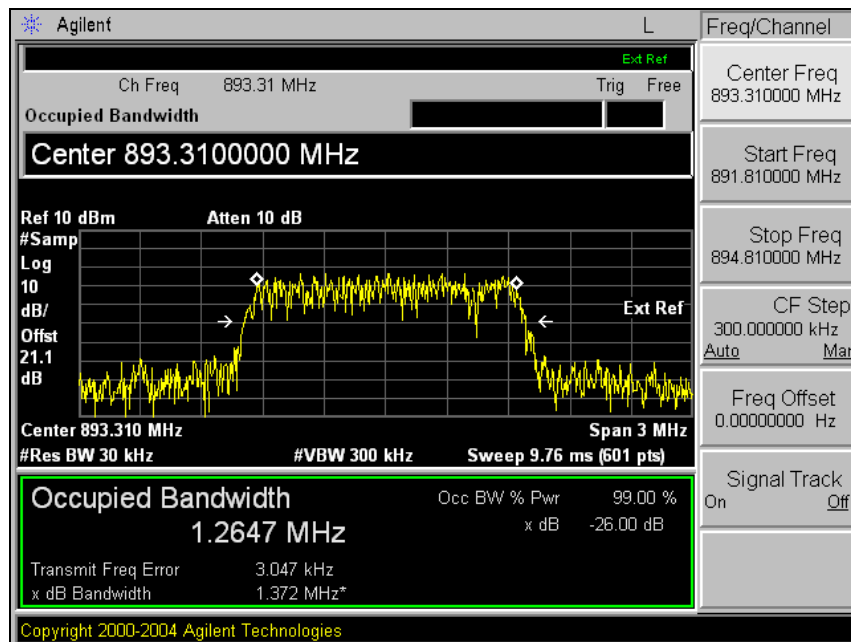 Agilent L Freq/Channel
Ext Ref
Ch Freq 893.31 MHz Trig Free
Occupied Bandwidth
Center 893.3100000 MHz
Ref 10 dBm Atten 10 dB
#Samp
Log
10
dB/
Offst
21.1
dB
Ext Ref
Center 893.310 MHz Span 3 MHz
#Res BW 30 kHz #VBW 300 kHz Sweep 9.76 ms (601 pts)
Occupied Bandwidth Occ BW % Pwr 99.00 %
1.2647 MHz x dB -26.00 dB
Transmit Freq Error 3.047 kHz
x dB Bandwidth 1.372 MHz*
Copyright 2000-2004 Agilent Technologies
Center Freq
893.310000 MHz
Start Freq
891.810000 MHz
Stop Freq
894.810000 MHz
CF Step
300.000000 kHz
Auto Man
Freq Offset
0.00000000 Hz
Signal Track
On Off